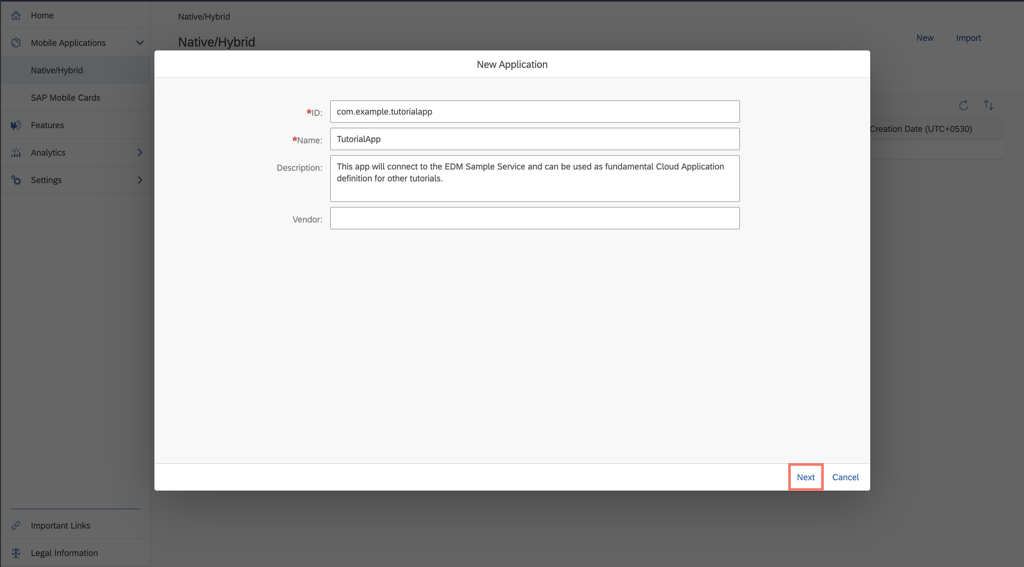 Home
Mobile Applications
Native/Hybrid
SAP Mobile Cards
Features
Analytics
Settings
Important Links
Legal Information
Native/Hybrid
Native/Hybrid
New
Import
Creation Date (UTC+0530)
New Application
*ID:
com.example.tutorialapp
*Name:
TutorialApp
Description:
This app will connect to the EDM Sample Service and can be used as fundamental Cloud Application
definition for other tutorials.
Vendor:
Next
Cancel